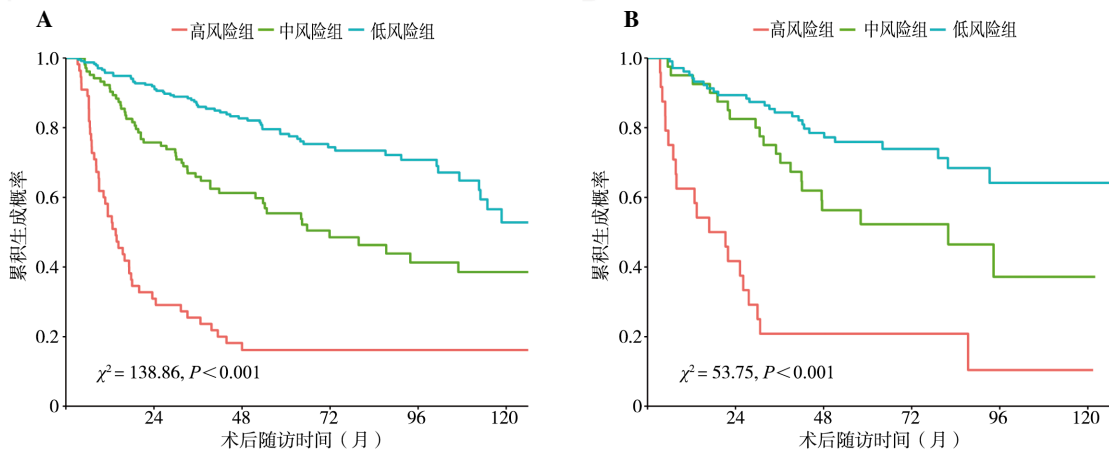 A
高风险组 中风险组 低风险组
1.0
0.8
0.6
0.4
0.2
0
累积生成概率
χ² = 138.86, P＜0.001
24 48 72 96 120
术后随访时间（月）
B
高风险组 中风险组 低风险组
1.0
0.8
0.6
0.4
0.2
0
累积生成概率
χ² = 53.75, P＜0.001
24 48 72 96 120
术后随访时间（月）